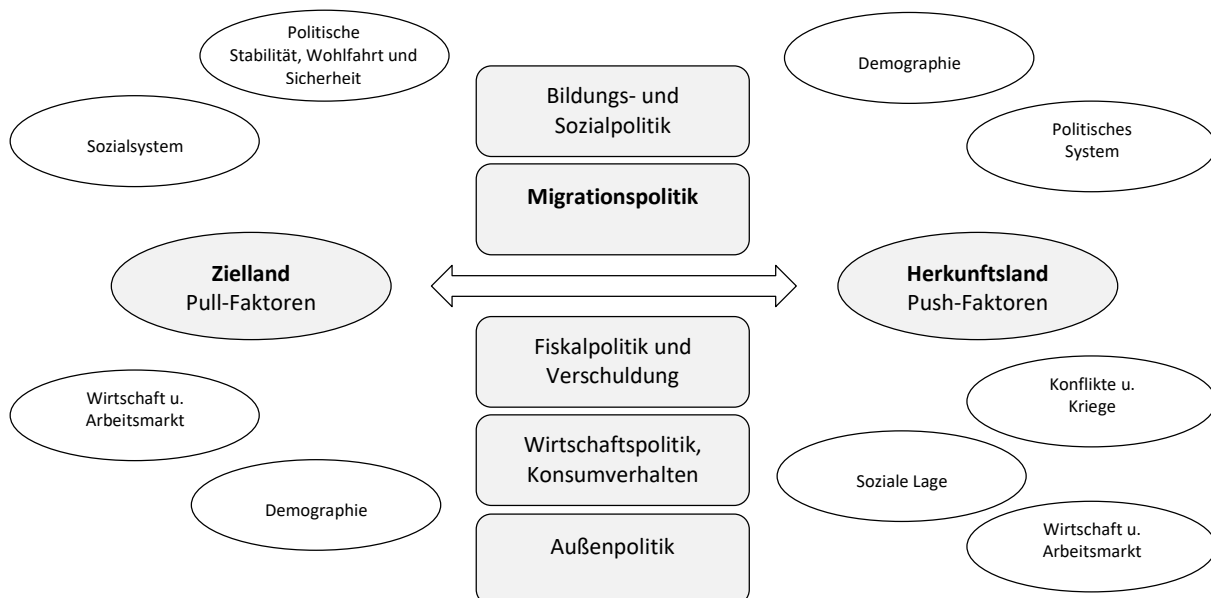 Politische
Stabilität, Wohlfahrt und
Sicherheit
Sozialsystem
Bildungs- und
Sozialpolitik
Migrationspolitik
Demographie
Politisches
System
Zielland
Pull-Faktoren
Herkunftsland
Push-Faktoren
Fiskalpolitik und
Verschuldung
Wirtschaftspolitik,
Konsumverhalten
Außenpolitik
Wirtschaft u.
Arbeitsmarkt
Demographie
Konflikte u.
Kriege
Soziale Lage
Wirtschaft u.
Arbeitsmarkt